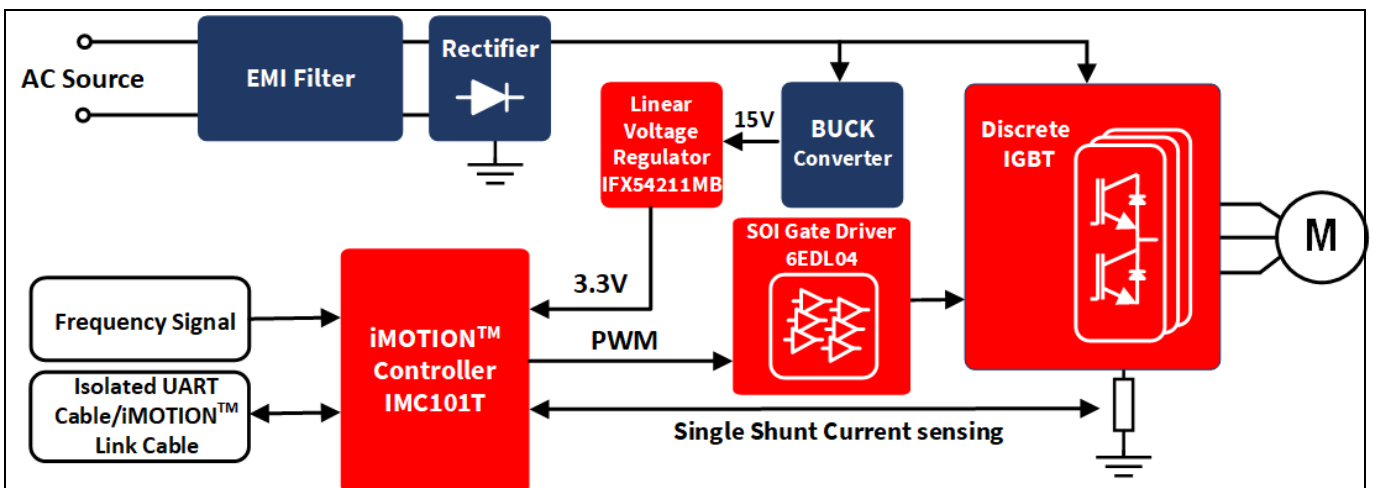 AC Source
EMI Filter
Rectifier
Linear
Voltage
Regulator
IFX54211MB
15V
BUCK
Converter
Discrete
IGBT
M
SOI Gate Driver
6EDL04
3.3V
PWM
Frequency Signal
iMOTION™
Controller
IMC101T
Isolated UART
Cable/iMOTION™
Link Cable
Single Shunt Current sensing